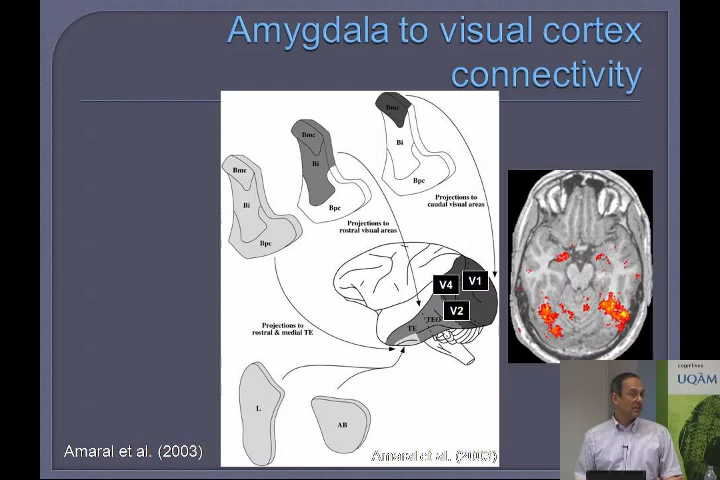 Amygdala to visual cortex
connectivity
Bmc
Bi
Bpc
Projections to
caudal visual areas
Bmc
Bi
Bpc
Projections to
rostral visual areas
Bmc
Bi
Bpc
Projections to
rostral & medial TE
V4
V1
V2
TEO
TE
L
AB
Amaral et al. (2003)
Amaral et al. (2003)
cognitives
UQÀM